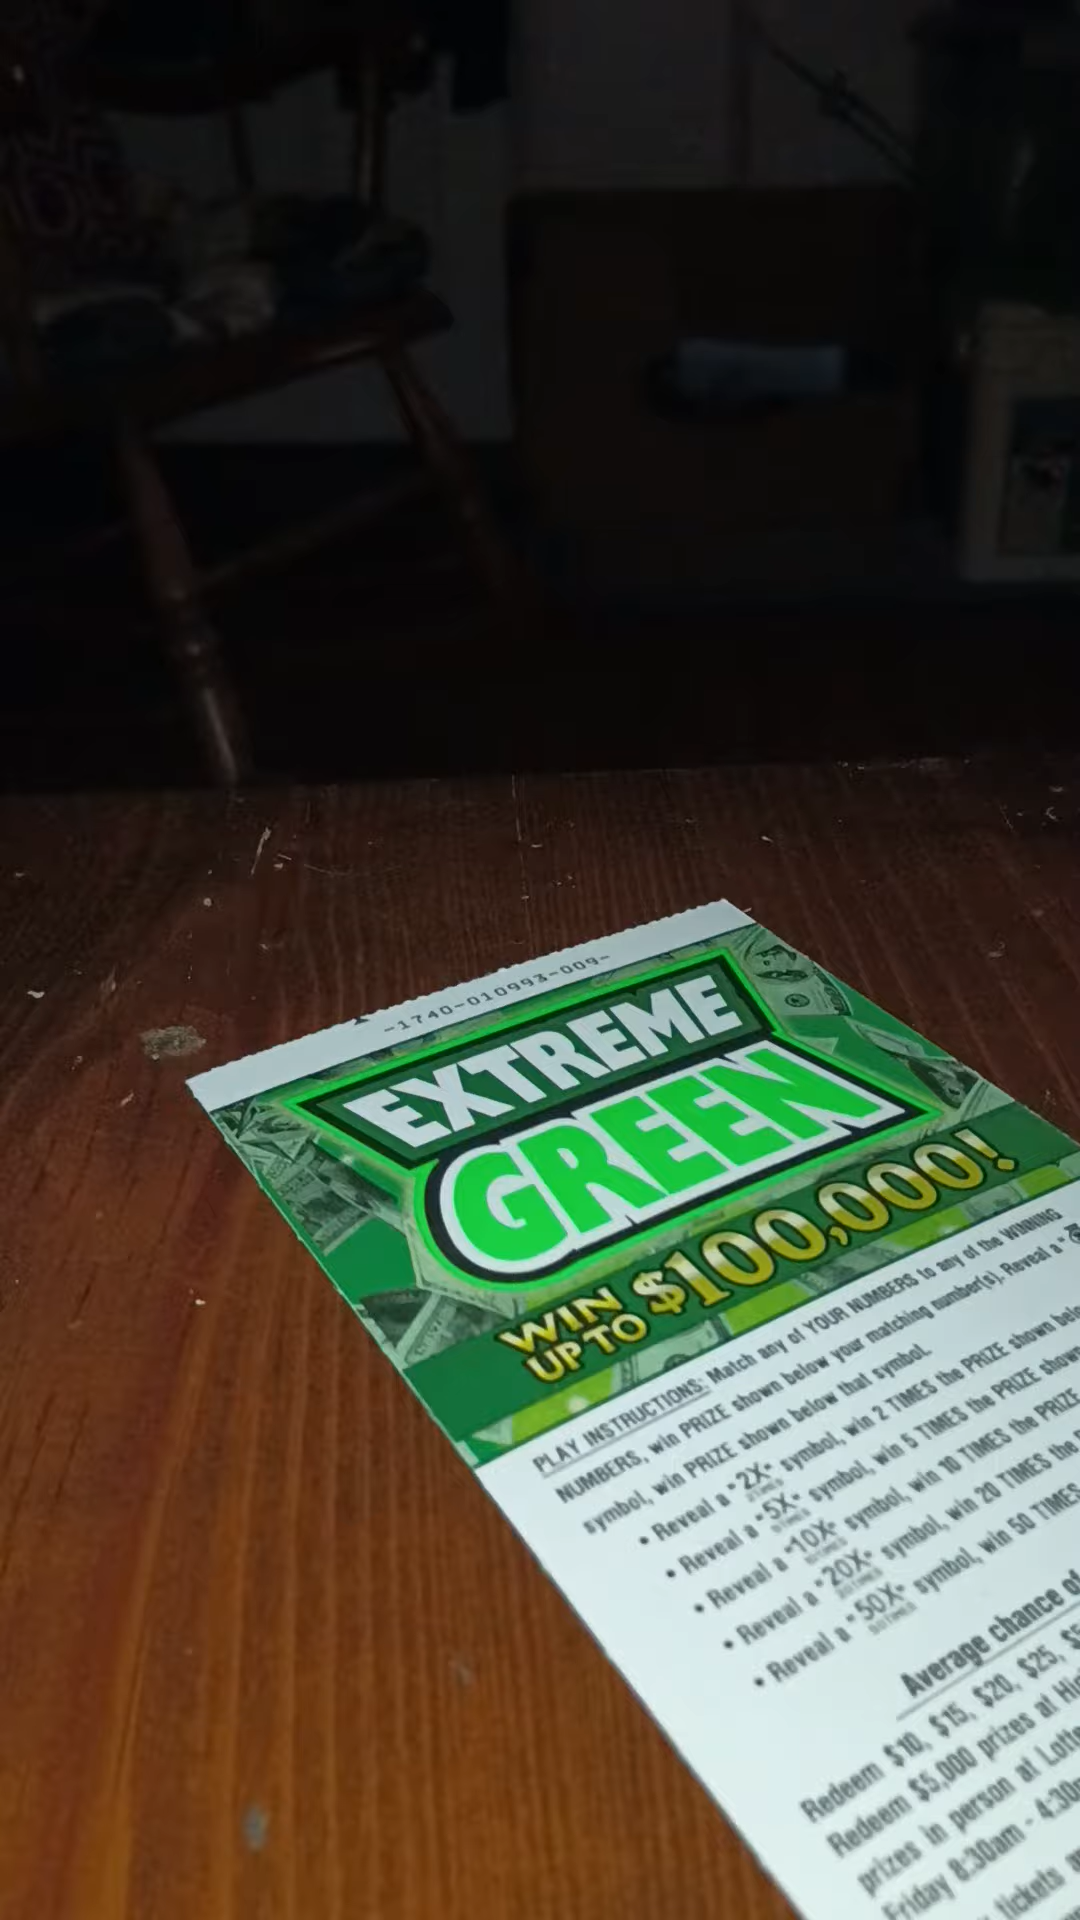 -1740-010993-009-
EXTREME
GREEN
WIN
UP TO
$100,000!
PLAY INSTRUCTIONS: Match any of YOUR NUMBERS to any of the WINNING
NUMBERS, win PRIZE shown below your matching number(s). Reveal a "
symbol, win PRIZE shown below that symbol.
• Reveal a "2X" symbol, win 2 TIMES the PRIZE shown
• Reveal a "5X" symbol, win 5 TIMES the PRIZE shown
• Reveal a "10X" symbol, win 10 TIMES the PRIZE
• Reveal a "20X" symbol, win 20 TIMES the
• Reveal a "50X" symbol, win 50 TIMES
Average chance of
Redeem $10, $15, $20, $25,
Redeem $5,000 prizes at
prizes in person at
Friday 8:30am -
tickets